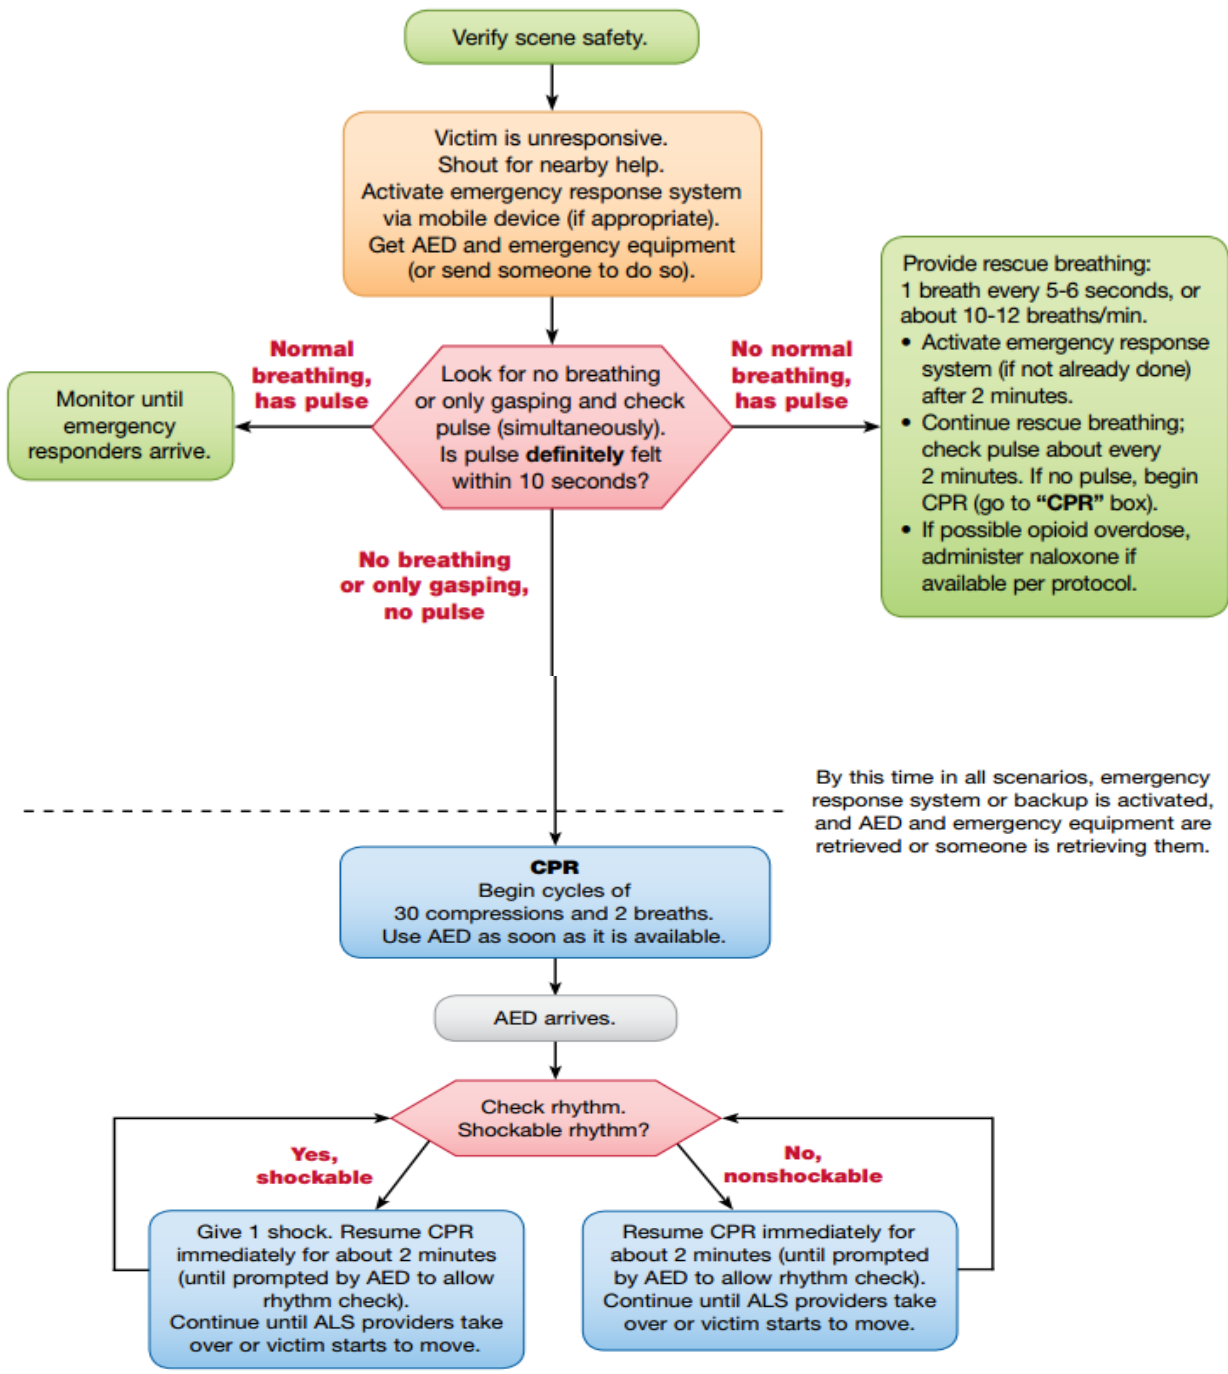 Verify scene safety.
Victim is unresponsive.
Shout for nearby help.
Activate emergency response system
via mobile device (if appropriate).
Get AED and emergency equipment
(or send someone to do so).
Normal
breathing,
has pulse
Monitor until
emergency
responders arrive.
Look for no breathing
or only gasping and check
pulse (simultaneously).
Is pulse definitely felt
within 10 seconds?
No normal
breathing,
has pulse
Provide rescue breathing:
1 breath every 5-6 seconds, or
about 10-12 breaths/min.
• Activate emergency response
system (if not already done)
after 2 minutes.
• Continue rescue breathing;
check pulse about every
2 minutes. If no pulse, begin
CPR (go to “CPR” box).
• If possible opioid overdose,
administer naloxone if
available per protocol.
No breathing
or only gasping,
no pulse
By this time in all scenarios, emergency
response system or backup is activated,
and AED and emergency equipment are
retrieved or someone is retrieving them.
CPR
Begin cycles of
30 compressions and 2 breaths.
Use AED as soon as it is available.
AED arrives.
Check rhythm.
Shockable rhythm?
Yes,
shockable
No,
nonshockable
Give 1 shock. Resume CPR
immediately for about 2 minutes
(until prompted by AED to allow
rhythm check).
Continue until ALS providers take
over or victim starts to move.
Resume CPR immediately for
about 2 minutes (until prompted
by AED to allow rhythm check).
Continue until ALS providers take
over or victim starts to move.